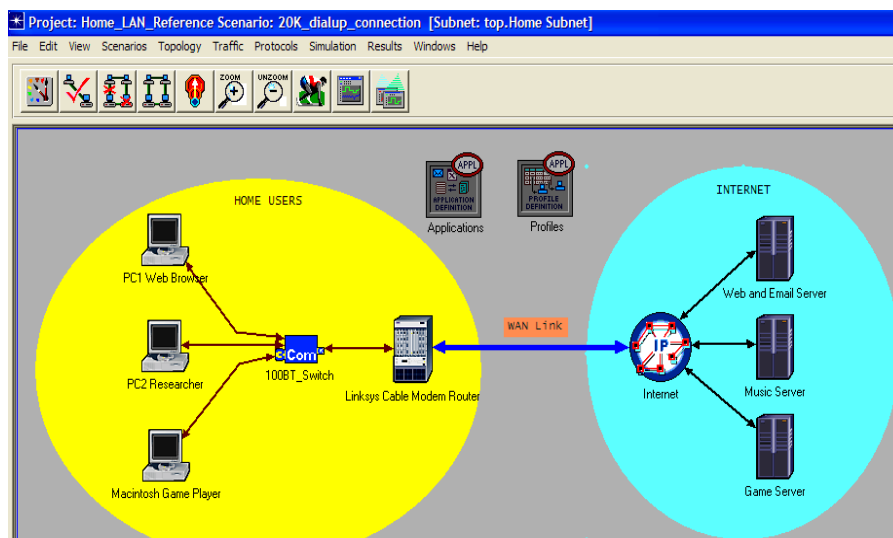 Project: Home_LAN_Reference Scenario: 20K_dialup_connection [Subnet: top.Home Subnet]
File Edit View Scenarios Topology Traffic Protocols Simulation Results Windows Help
ZOOM
UNZOOM
APPL
APPLICATION
DEFINITION
Applications
APPL
PROFILE
DEFINITION
Profiles
HOME USERS
PC1 Web Browser
PC2 Researcher
Macintosh Game Player
3Com
100BT_Switch
Linksys Cable Modem Router
WAN Link
INTERNET
IP
Internet
Web and Email Server
Music Server
Game Server